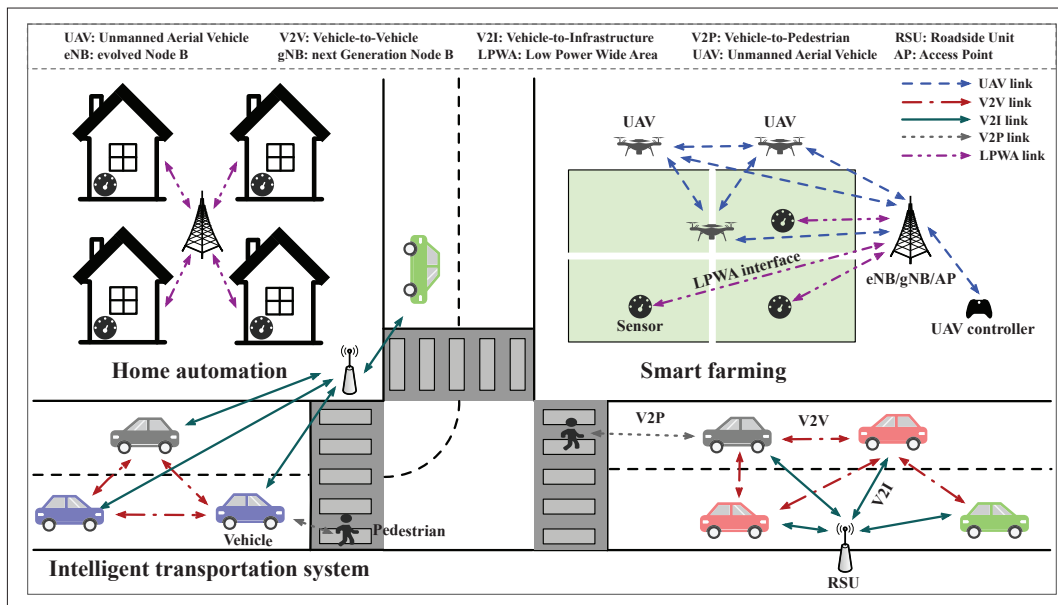 UAV: Unmanned Aerial Vehicle V2V: Vehicle-to-Vehicle V2I: Vehicle-to-Infrastructure V2P: Vehicle-to-Pedestrian RSU: Roadside Unit
eNB: evolved Node B gNB: next Generation Node B LPWA: Low Power Wide Area UAV: Unmanned Aerial Vehicle AP: Access Point
UAV link
V2V link
V2I link
V2P link
LPWA link
UAV UAV
LPWA interface
eNB/gNB/AP
Sensor
UAV controller
Home automation
Smart farming
V2P
V2V
V2I
Pedestrian
Vehicle
Intelligent transportation system
RSU